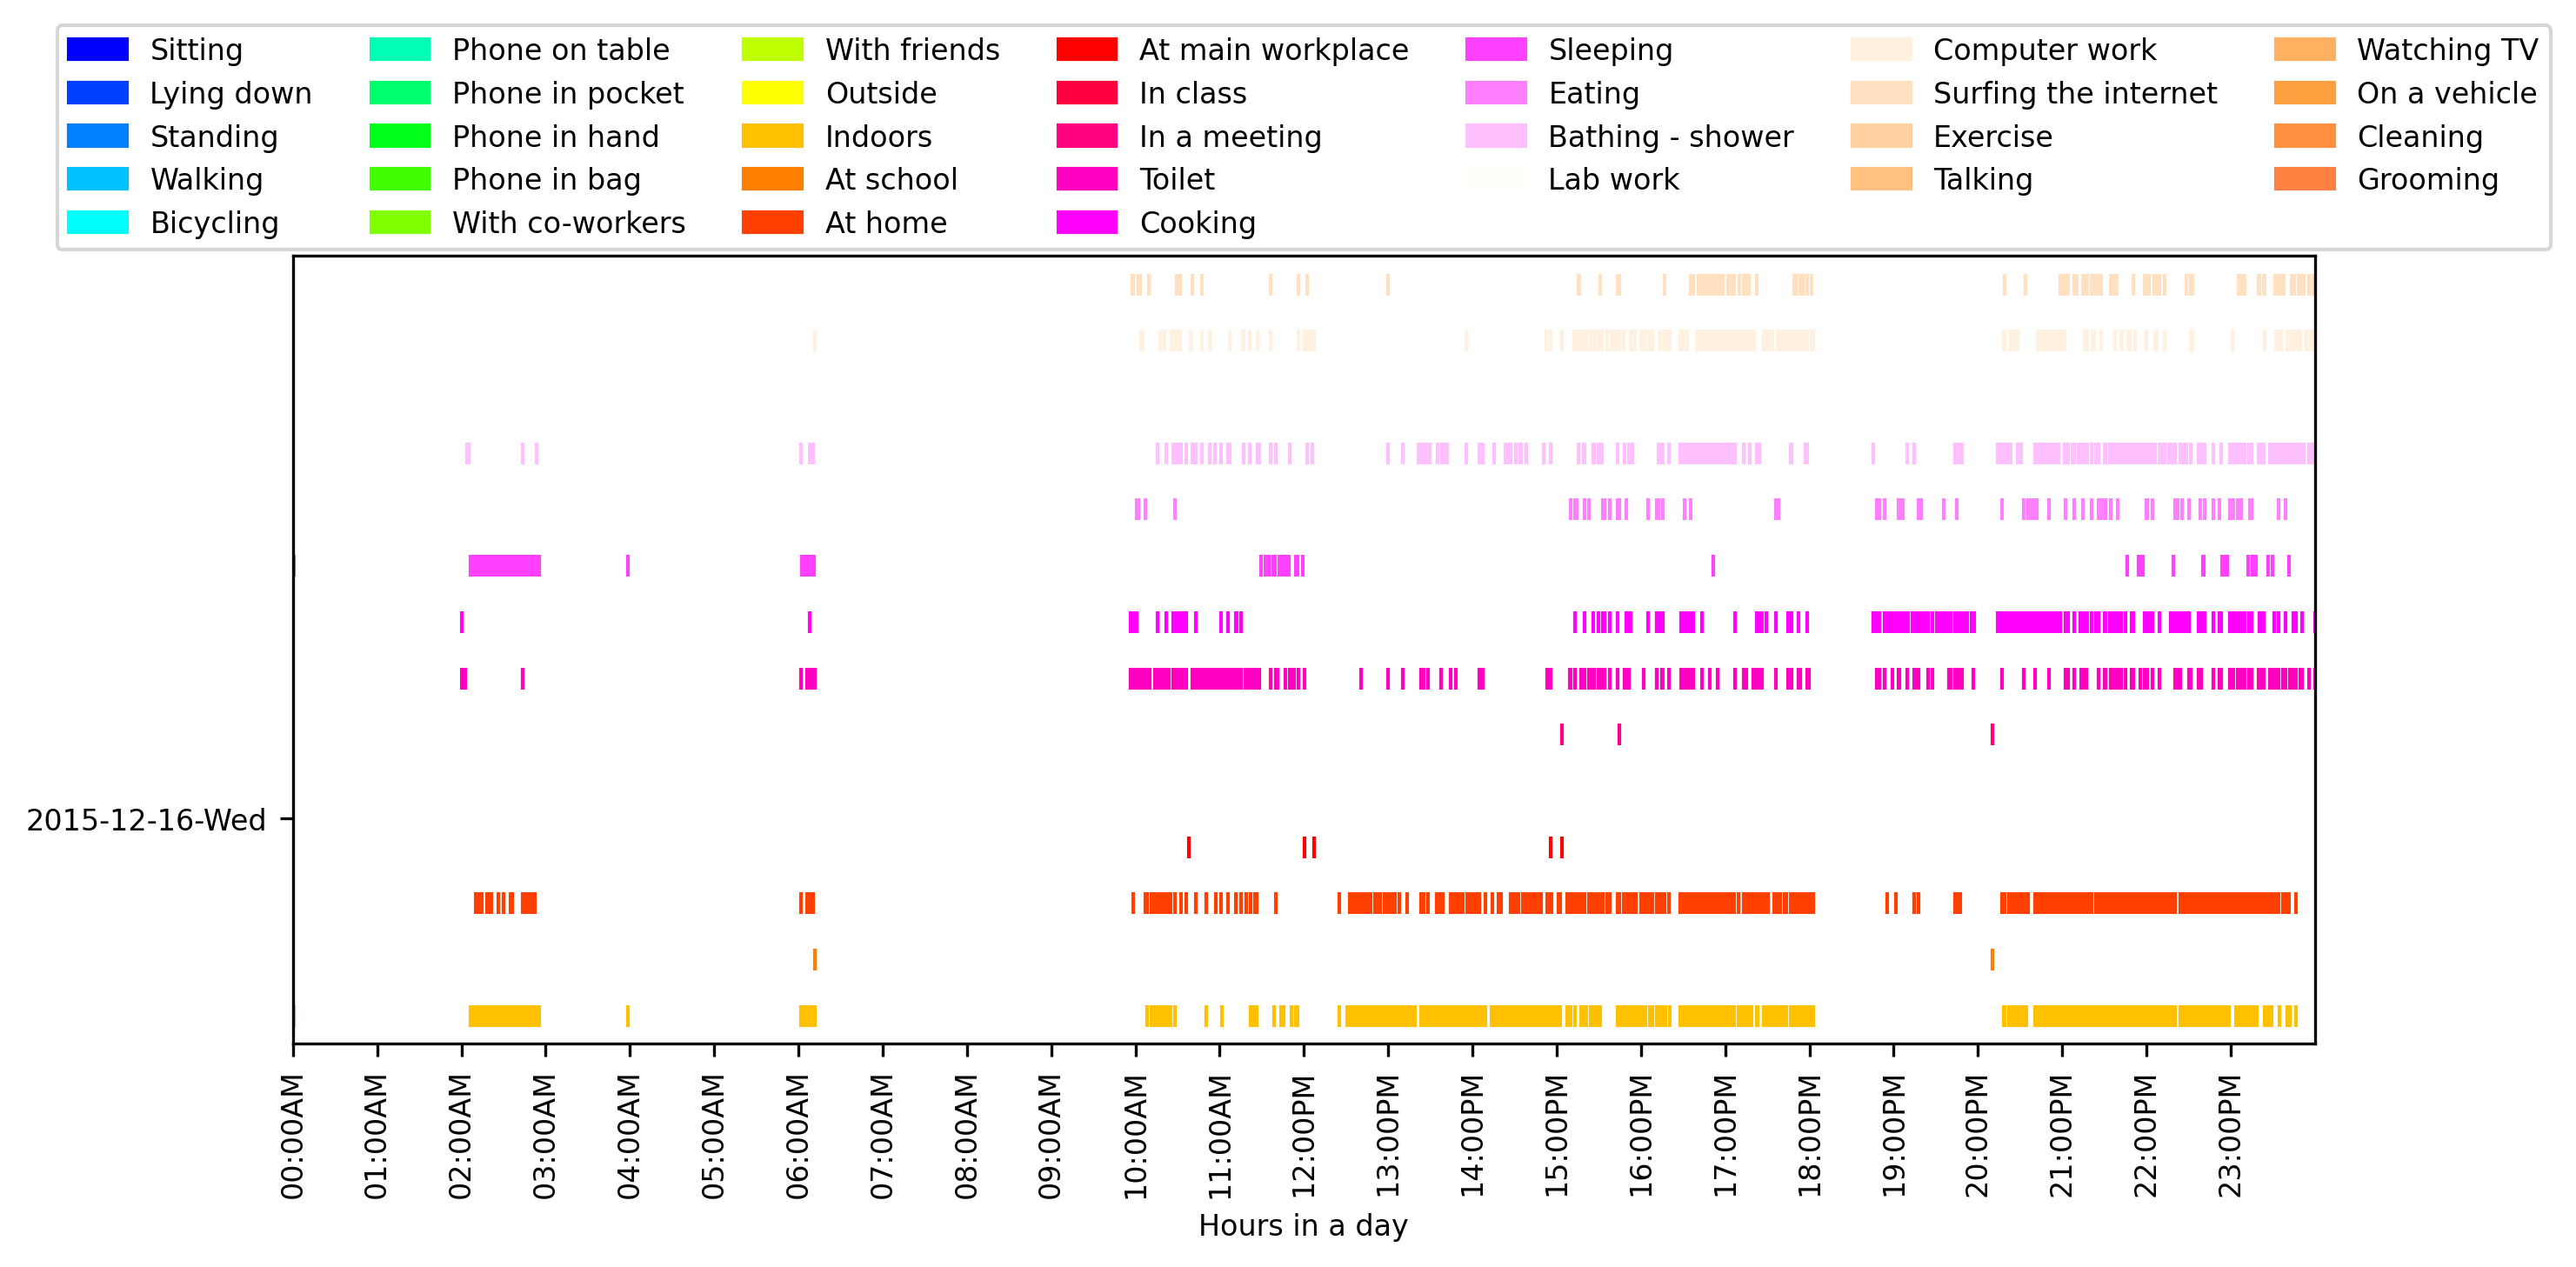 Sitting
Lying down
Standing
Walking
Bicycling
Phone on table
Phone in pocket
Phone in hand
Phone in bag
With co-workers
With friends
Outside
Indoors
At school
At home
At main workplace
In class
In a meeting
Toilet
Cooking
Sleeping
Eating
Bathing - shower
Lab work
Computer work
Surfing the internet
Exercise
Talking
Watching TV
On a vehicle
Cleaning
Grooming
2015-12-16-Wed
00:00AM
01:00AM
02:00AM
03:00AM
04:00AM
05:00AM
06:00AM
07:00AM
08:00AM
09:00AM
10:00AM
11:00AM
12:00PM
13:00PM
14:00PM
15:00PM
16:00PM
17:00PM
18:00PM
19:00PM
20:00PM
21:00PM
22:00PM
23:00PM
Hours in a day